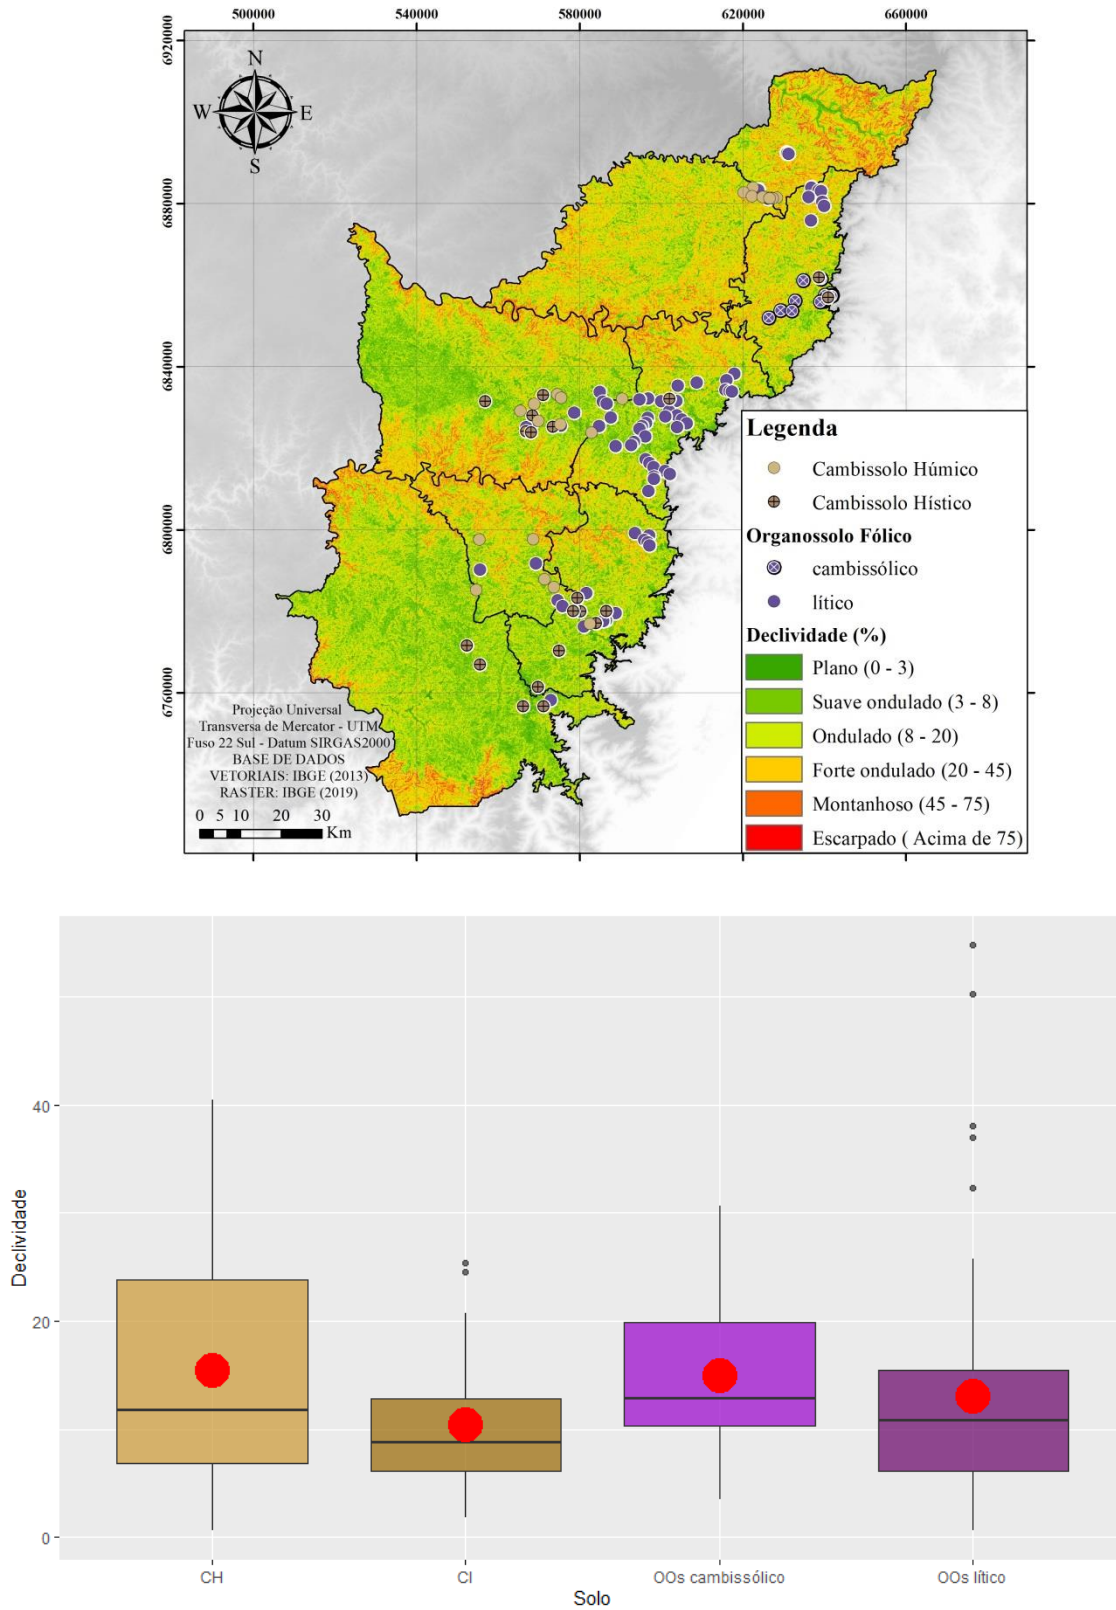 500000 540000 580000 620000 660000
6920000
N
W E
S
6880000
6840000
Legenda
Cambissolo Húmico
Cambissolo Hístico
Organossolo Fólico
cambissólico
lítico
Declividade (%)
Plano (0 - 3)
Suave ondulado (3 - 8)
Ondulado (8 - 20)
Forte ondulado (20 - 45)
Montanhoso (45 - 75)
Escarpado ( Acima de 75)
6800000
6760000
Projeção Universal
Transversa de Mercator - UTM
Fuso 22 Sul - Datum SIRGAS2000
BASE DE DADOS
VETORIAIS: IBGE (2013)
RASTER: IBGE (2019)
0 5 10 20 30
Km
Declividade
40
20
0
CH CI OOs cambissólico OOs lítico
Solo